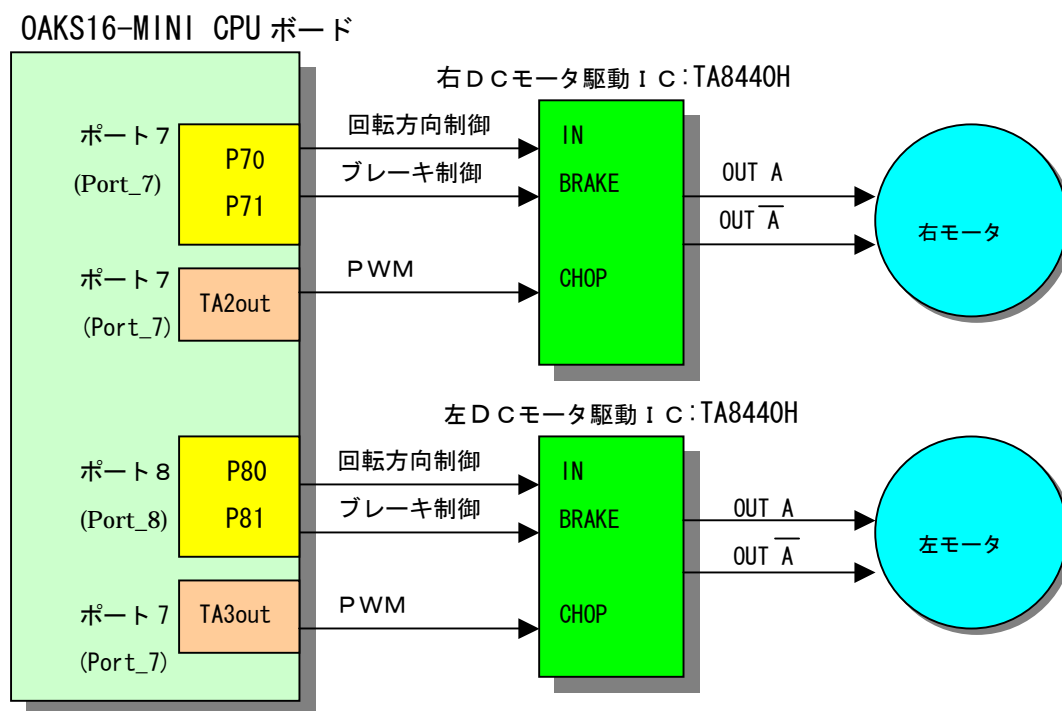 OAKS16-MINI CPU ボード
右ＤＣモータ駆動ＩＣ:TA8440H
ポート７
(Port_7)
P70
P71
回転方向制御
ブレーキ制御
IN
BRAKE
OUT A
OUT A̅
右モータ
ポート７
(Port_7)
TA2out
ＰＷＭ
CHOP
左ＤＣモータ駆動ＩＣ:TA8440H
ポート８
(Port_8)
P80
P81
回転方向制御
ブレーキ制御
IN
BRAKE
OUT A
OUT A̅
左モータ
ポート７
(Port_7)
TA3out
ＰＷＭ
CHOP